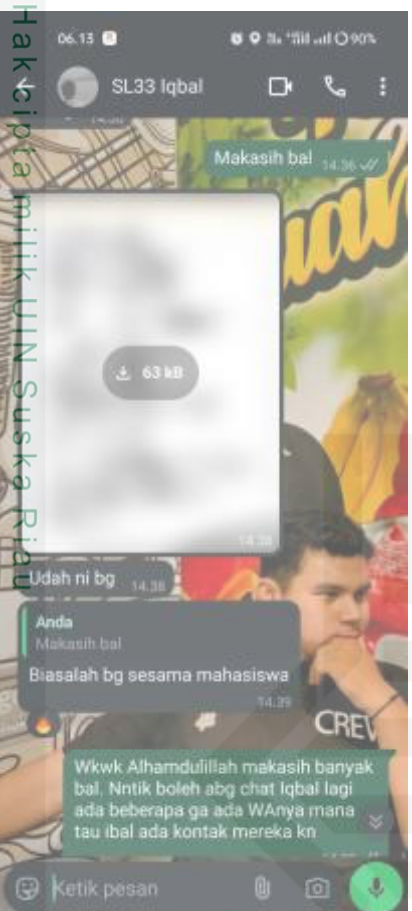 06.13
90%
SL33 Iqbal
14.36
Makasih bal 14.36
63 kB
14.38
Udah ni bg 14.38
Anda
Makasih bal
Biasalah bg sesama mahasiswa
14.39
CREW
Wkwk Alhamdulillah makasih banyak
bal. Nntik boleh abg chat Iqbal lagi
ada beberapa ga ada WAnya mana
tau ibal ada kontak mereka kn
Ketik pesan
Hak cipta milik UIN Suska Riau